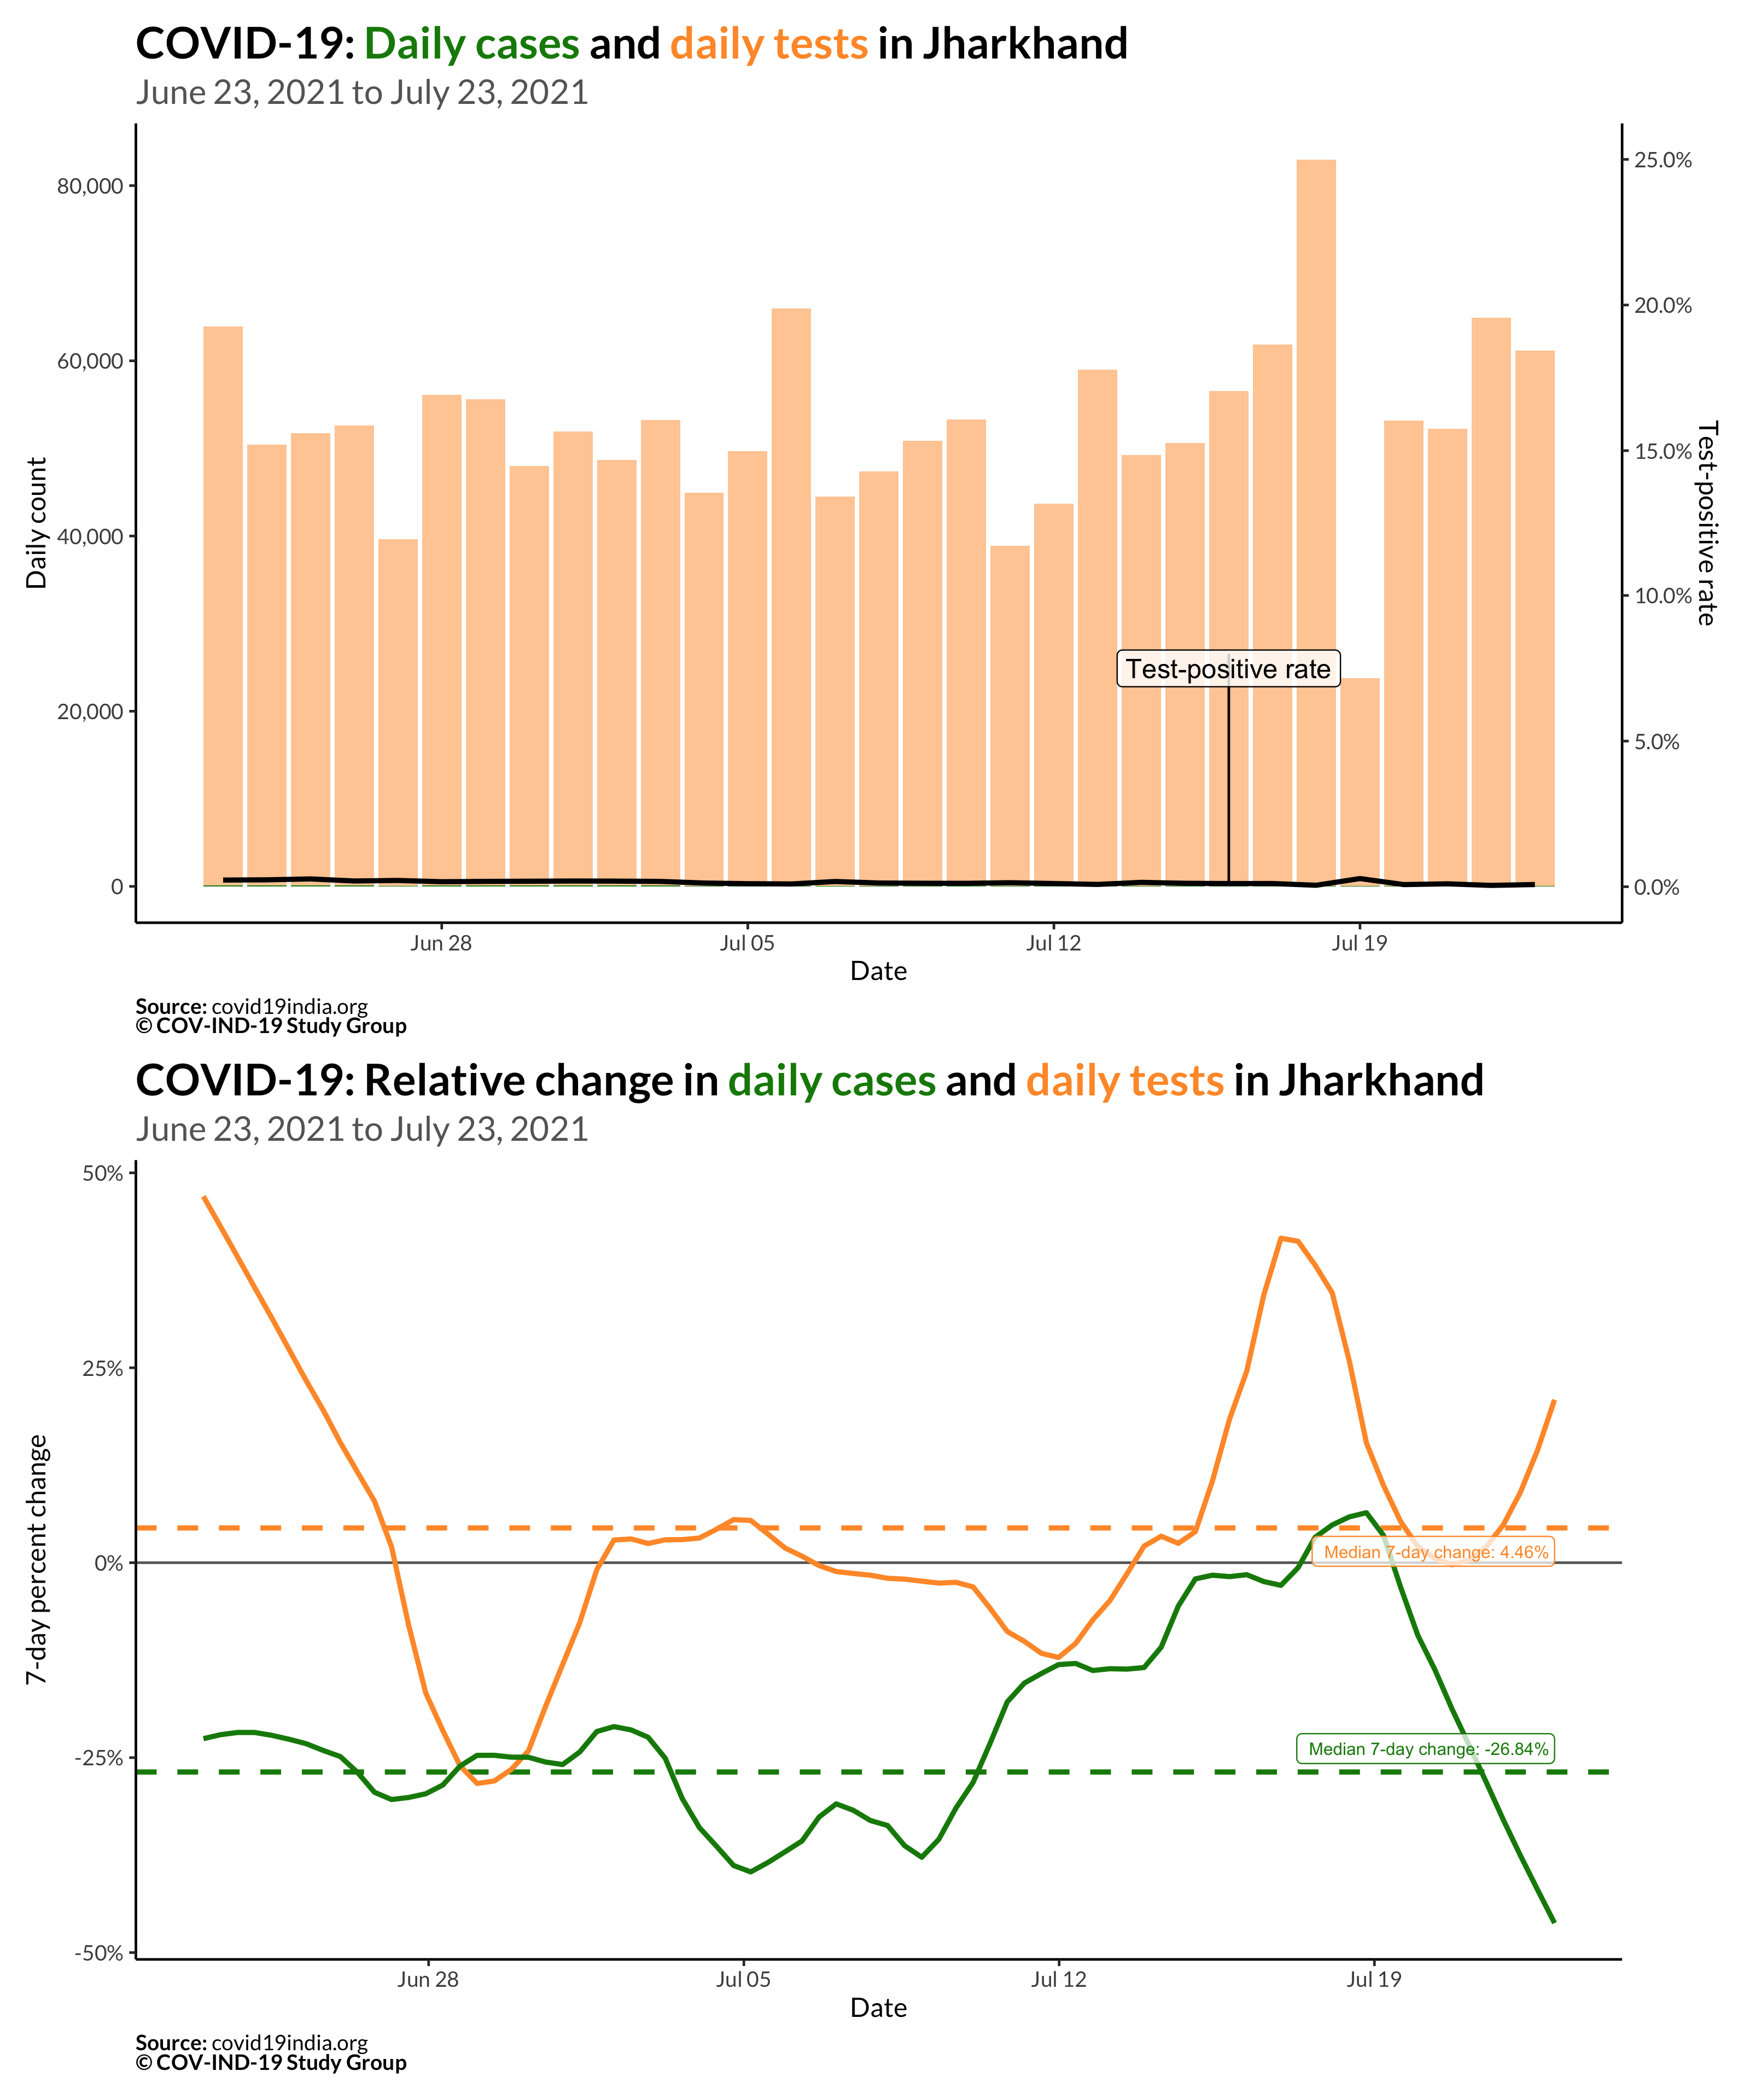 COVID-19: Daily cases and daily tests in Jharkhand
June 23, 2021 to July 23, 2021
80,000
60,000
40,000
20,000
0
Daily count
25.0%
20.0%
15.0%
10.0%
5.0%
0.0%
Test-positive rate
Test-positive rate
Jun 28
Jul 05
Jul 12
Jul 19
Date
Source: covid19india.org
© COV-IND-19 Study Group
COVID-19: Relative change in daily cases and daily tests in Jharkhand
June 23, 2021 to July 23, 2021
50%
25%
0%
-25%
-50%
7-day percent change
Median 7-day change: 4.46%
Median 7-day change: -26.84%
Jun 28
Jul 05
Jul 12
Jul 19
Date
Source: covid19india.org
© COV-IND-19 Study Group